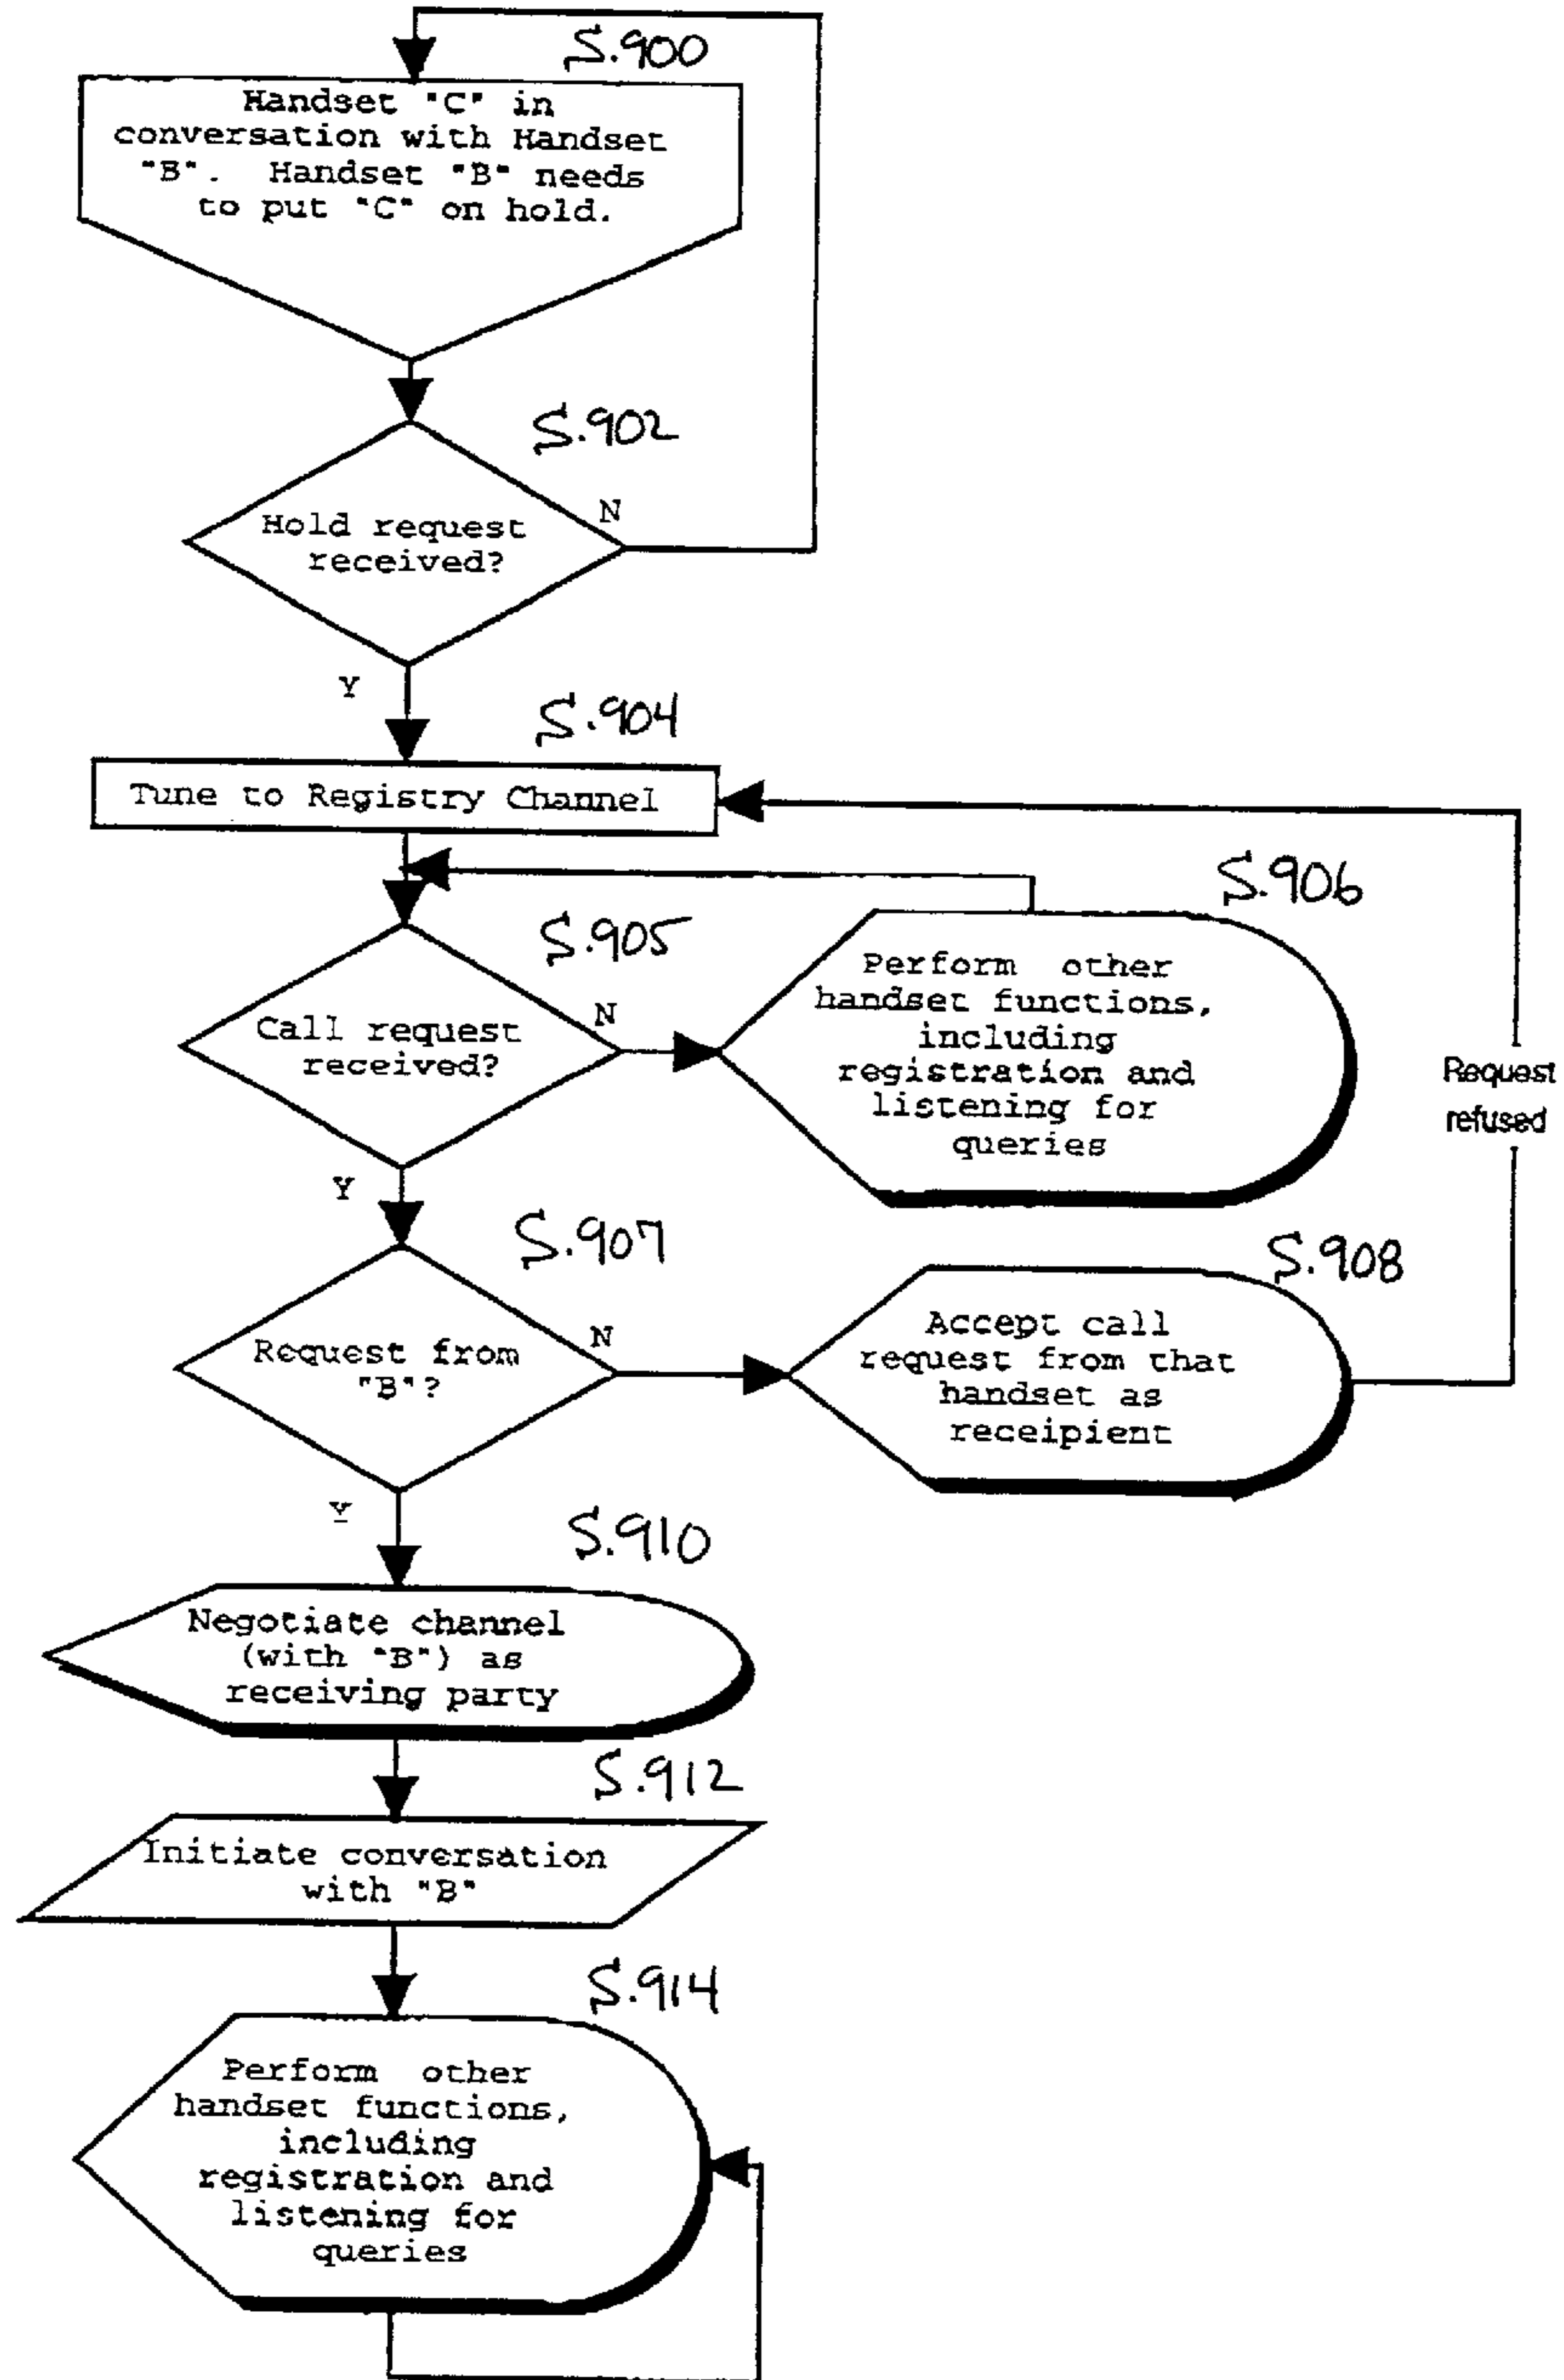 S.900
Handset "C" in
conversation with Handset
"B". Handset "B" needs
to put "C" on hold.
S.902
N
Hold request
received?
Y
S.904
Tune to Registry Channel
S.906
S.905
Perform other
handset functions,
including
registration and
listening for
queries
N
Call request
received?
Request
refused
Y
S.907
S.908
N
Request from
"B"?
Accept call
request from that
handset as
receipient
Y
S.910
Negotiate channel
(with "B") as
receiving party
S.912
Initiate conversation
with "B"
S.914
Perform other
handset functions,
including
registration and
listening for
queries